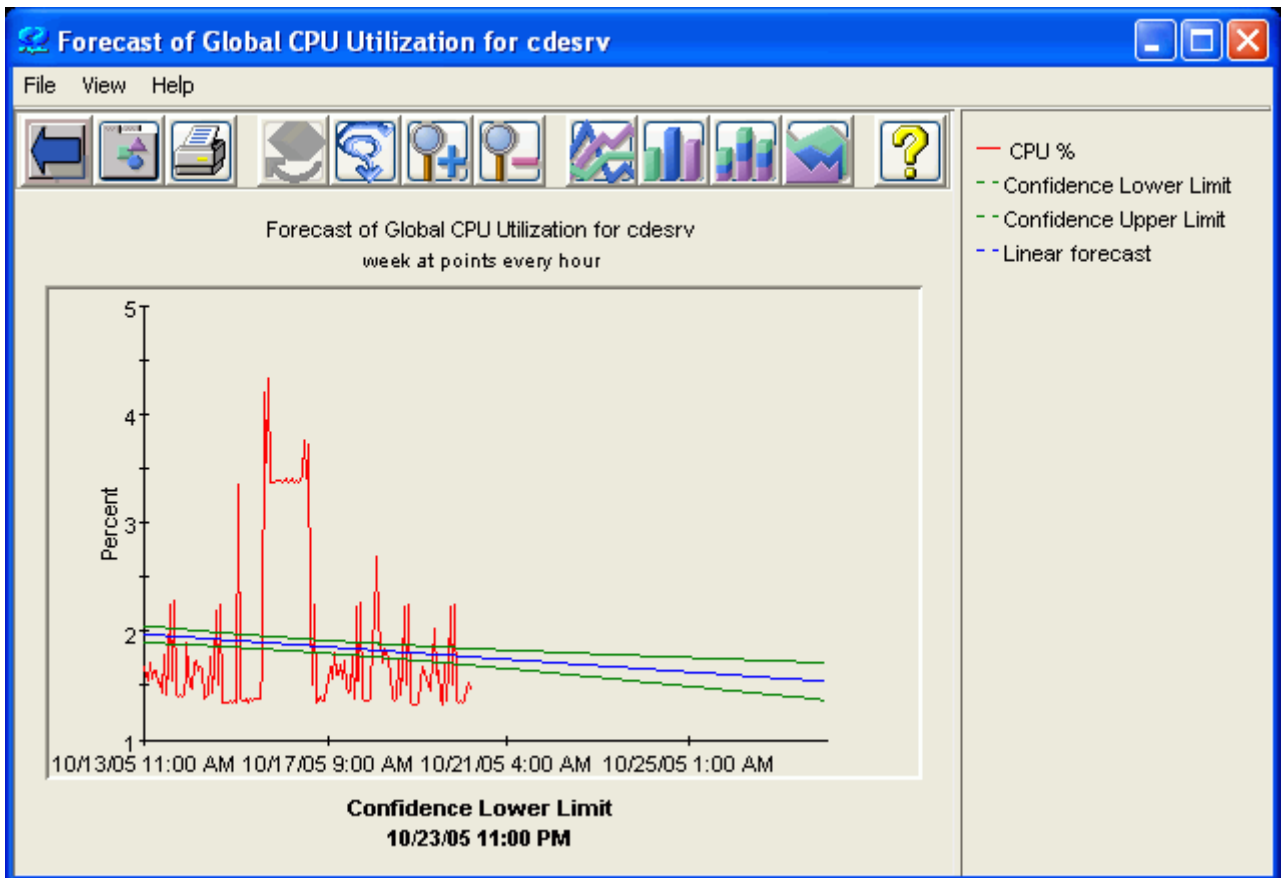 Forecast of Global CPU Utilization for cdesrv
File View Help
Forecast of Global CPU Utilization for cdesrv
week at points every hour
CPU %
Confidence Lower Limit
Confidence Upper Limit
Linear forecast
5
4
3
2
1
Percent
10/13/05 11:00 AM 10/17/05 9:00 AM 10/21/05 4:00 AM 10/25/05 1:00 AM
Confidence Lower Limit
10/23/05 11:00 PM